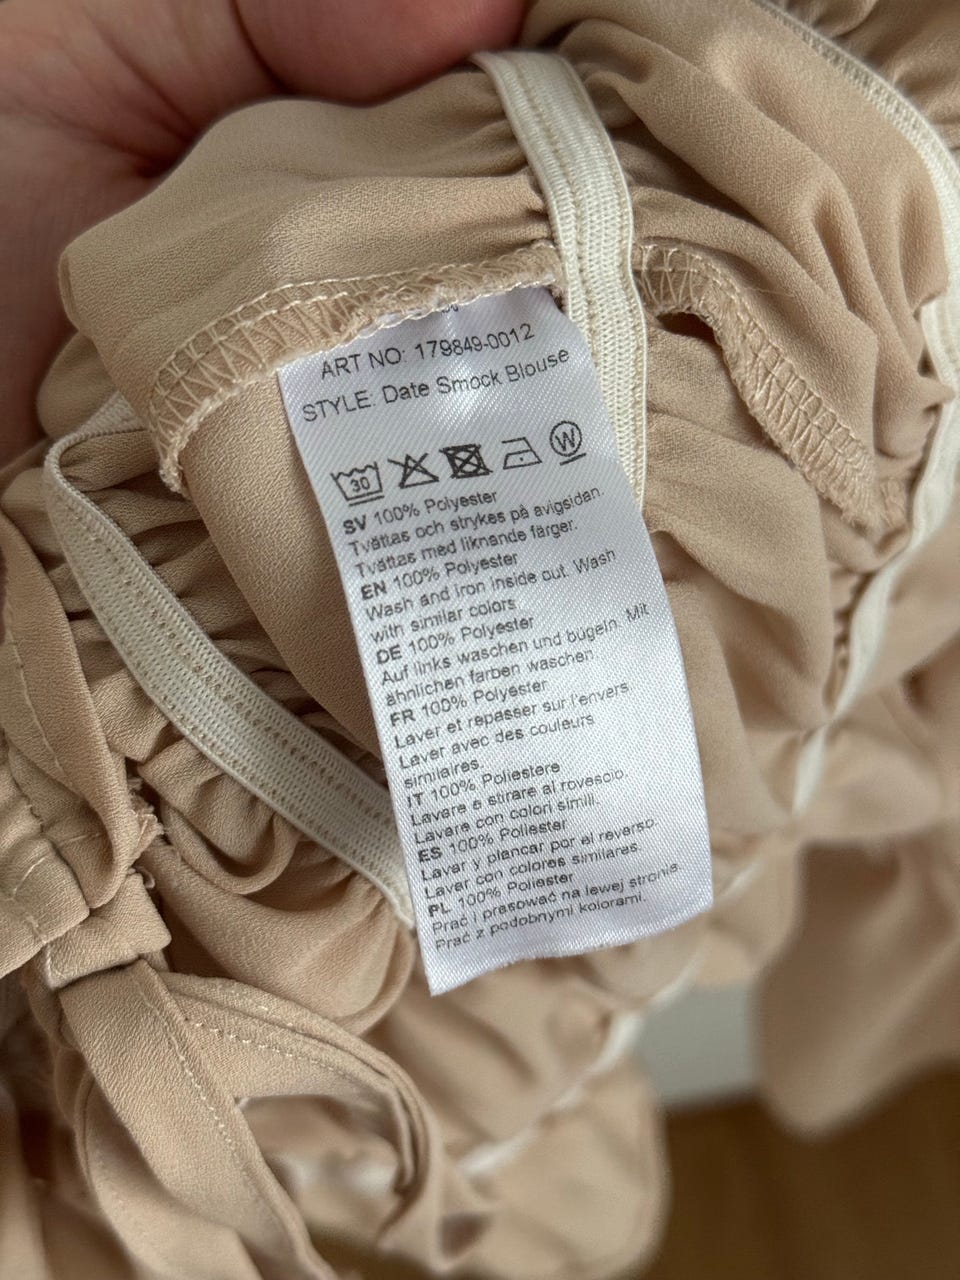 ART NO: 179849-0012
STYLE: Date Smock Blouse
30 W
SV 100% Polyester
Tvättas och strykes på avigsidan.
Tvättas med liknande färger.
EN 100% Polyester
Wash and iron inside out. Wash
with similar colors.
DE 100% Polyester
Auf links waschen und bügeln. Mit
ähnlichen farben waschen.
FR 100% Polyester
Laver et repasser sur l'envers.
Laver avec des couleurs
similaires.
IT 100% Poliestere
Lavare e stirare al rovescio.
Lavare con colori simili.
ES 100% Poliester
Lavar y plancar por el reverso.
Lavar con colores similares.
PL 100% Poliester
Prać i prasować na lewej stronie.
Prać z podobnymi kolorami.